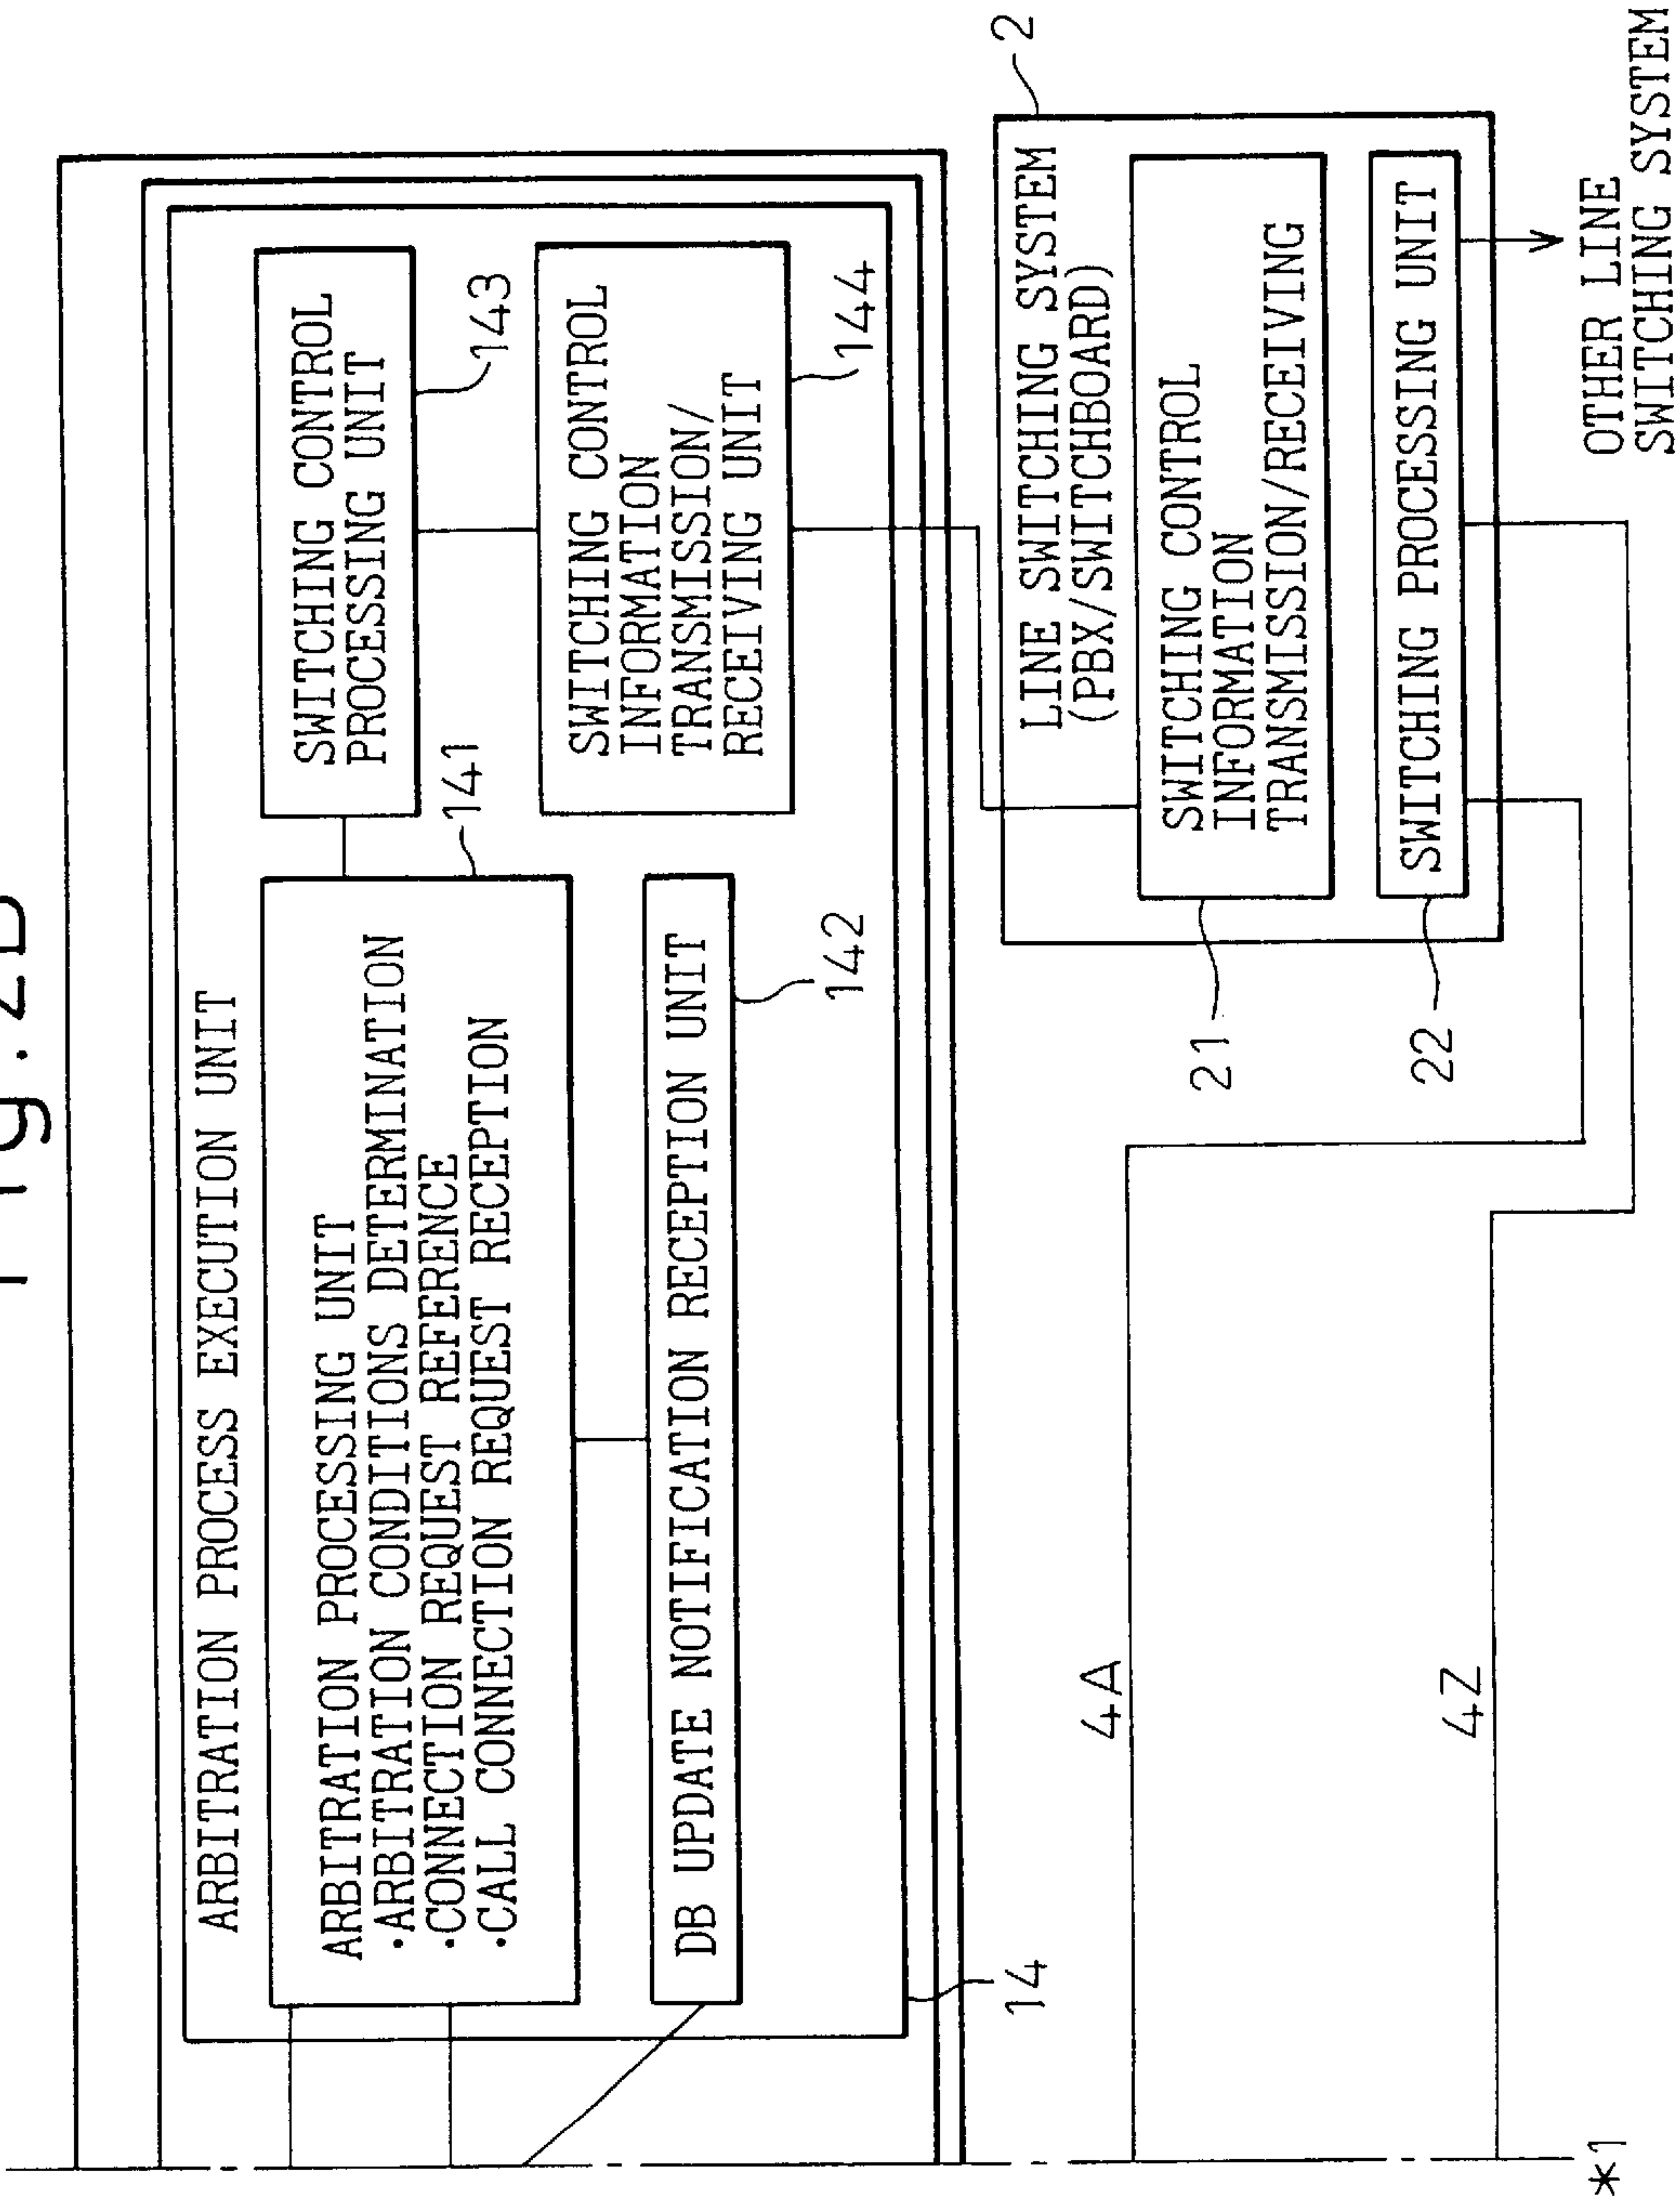 Fig. 2B
ARBITRATION PROCESS EXECUTION UNIT
ARBITRATION PROCESSING UNIT
·ARBITRATION CONDITIONS DETERMINATION
·CONNECTION REQUEST REFERENCE
·CALL CONNECTION REQUEST RECEPTION
141
SWITCHING CONTROL
PROCESSING UNIT
143
DB UPDATE NOTIFICATION RECEPTION UNIT
142
SWITCHING CONTROL
INFORMATION
TRANSMISSION/
RECEIVING UNIT
144
14
2
LINE SWITCHING SYSTEM
(PBX/SWITCHBOARD)
SWITCHING CONTROL
INFORMATION
TRANSMISSION/RECEIVING
21
SWITCHING PROCESSING UNIT
22
4A
4Z
OTHER LINE
SWITCHING SYSTEM
*1